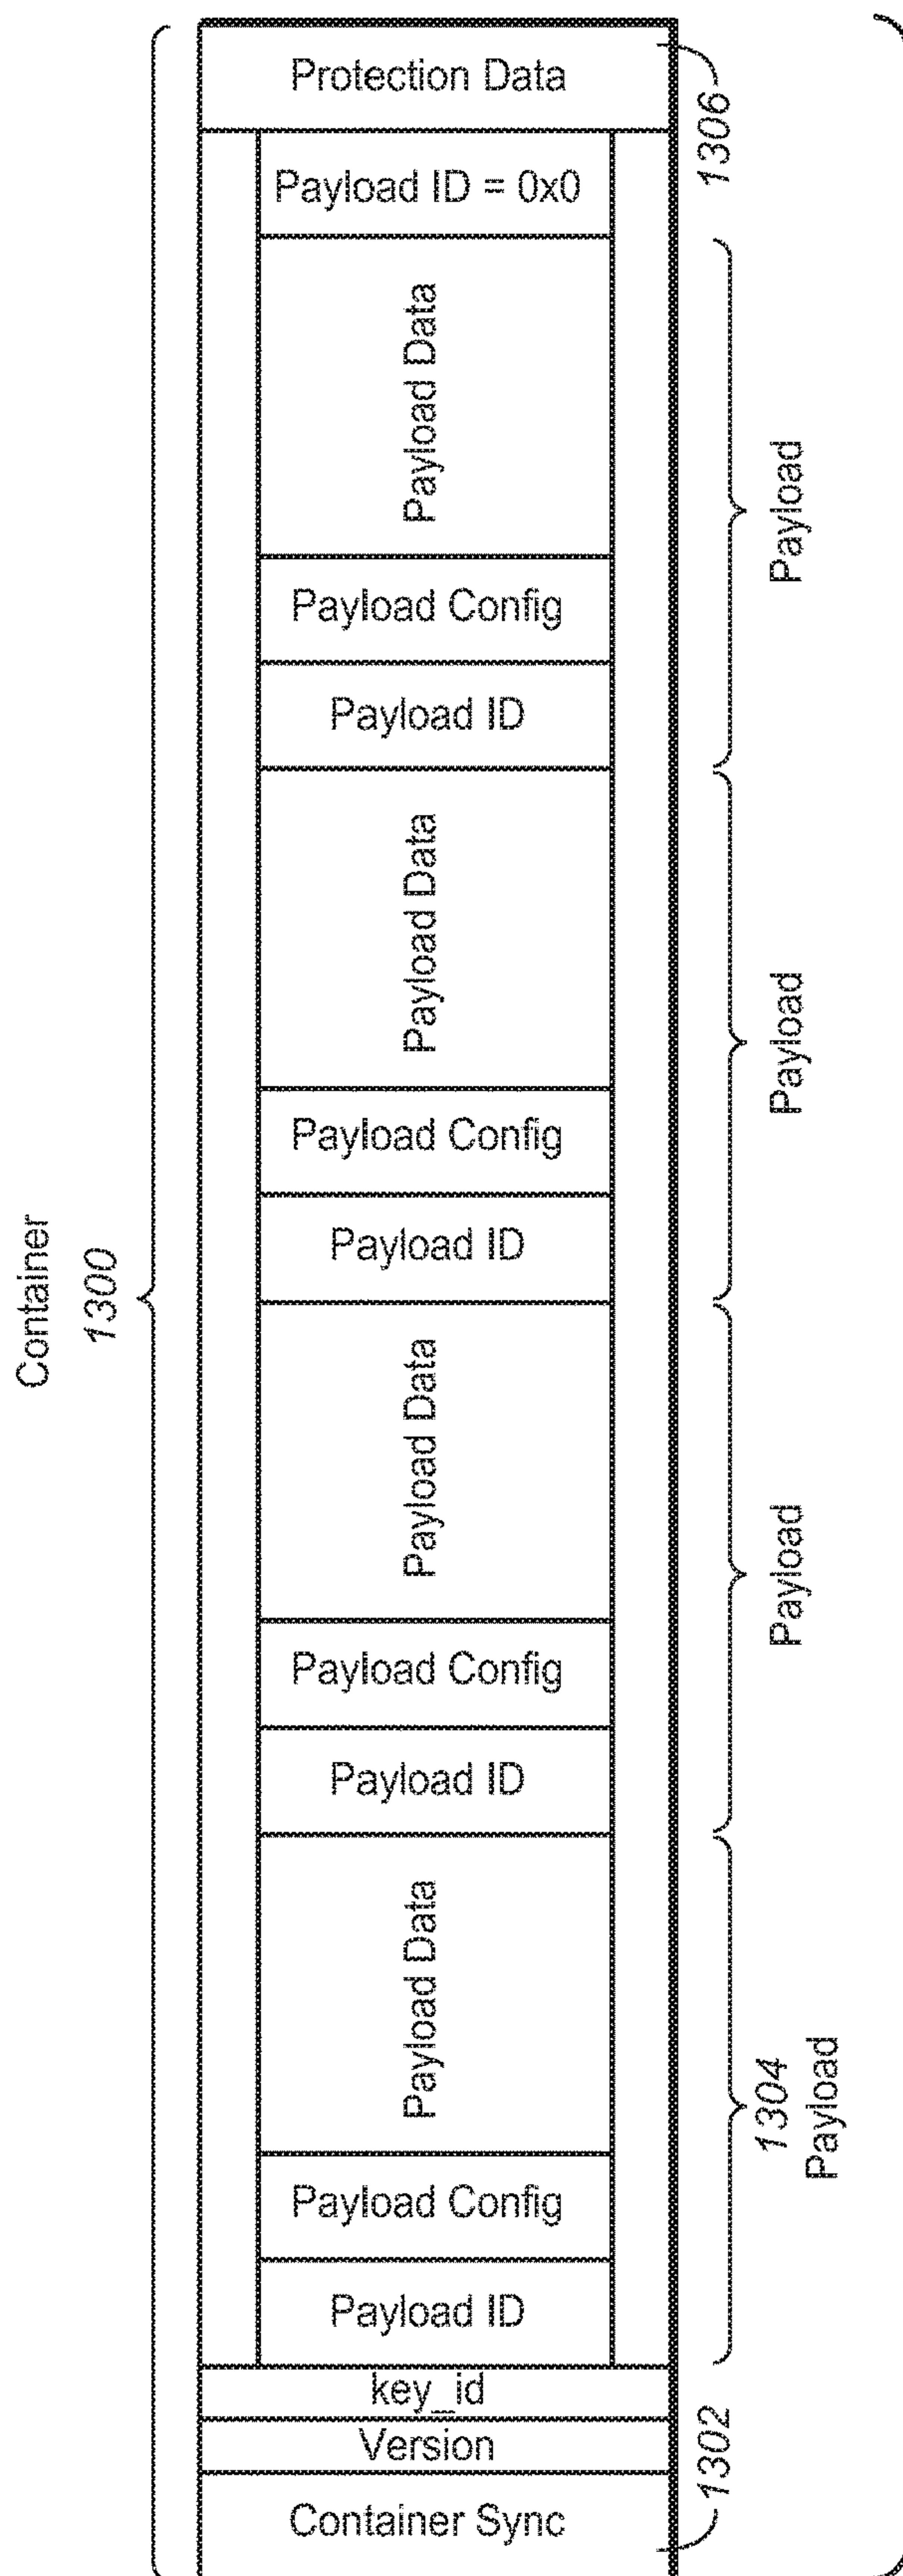 Container
1300
Protection Data
1306
Payload ID = 0x0
Payload Data
Payload Config
Payload ID
Payload
Payload Data
Payload Config
Payload ID
Payload
Payload Data
Payload Config
Payload ID
Payload
Payload Data
Payload Config
Payload ID
1304
Payload
key_id
Version
Container Sync
1302